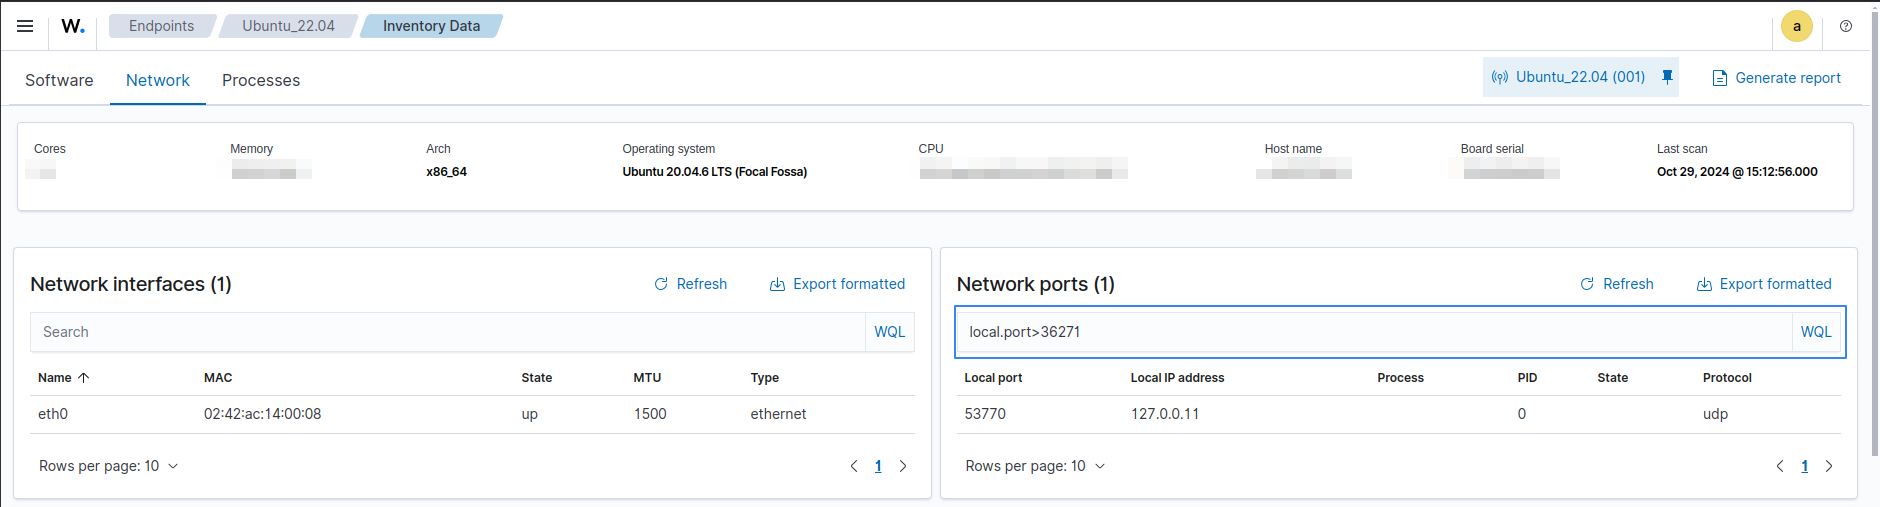 W. Endpoints Ubuntu_22.04 Inventory Data a
Software Network Processes Ubuntu_22.04 (001) Generate report
Cores Memory Arch Operating system CPU Host name Board serial Last scan
x86_64 Ubuntu 20.04.6 LTS (Focal Fossa) Oct 29, 2024 @ 15:12:56.000
Network interfaces (1) Refresh Export formatted
Search WQL
Name MAC State MTU Type
eth0 02:42:ac:14:00:08 up 1500 ethernet
Rows per page: 10 1
Network ports (1) Refresh Export formatted
local.port>36271 WQL
Local port Local IP address Process PID State Protocol
53770 127.0.0.11 0 udp
Rows per page: 10 1